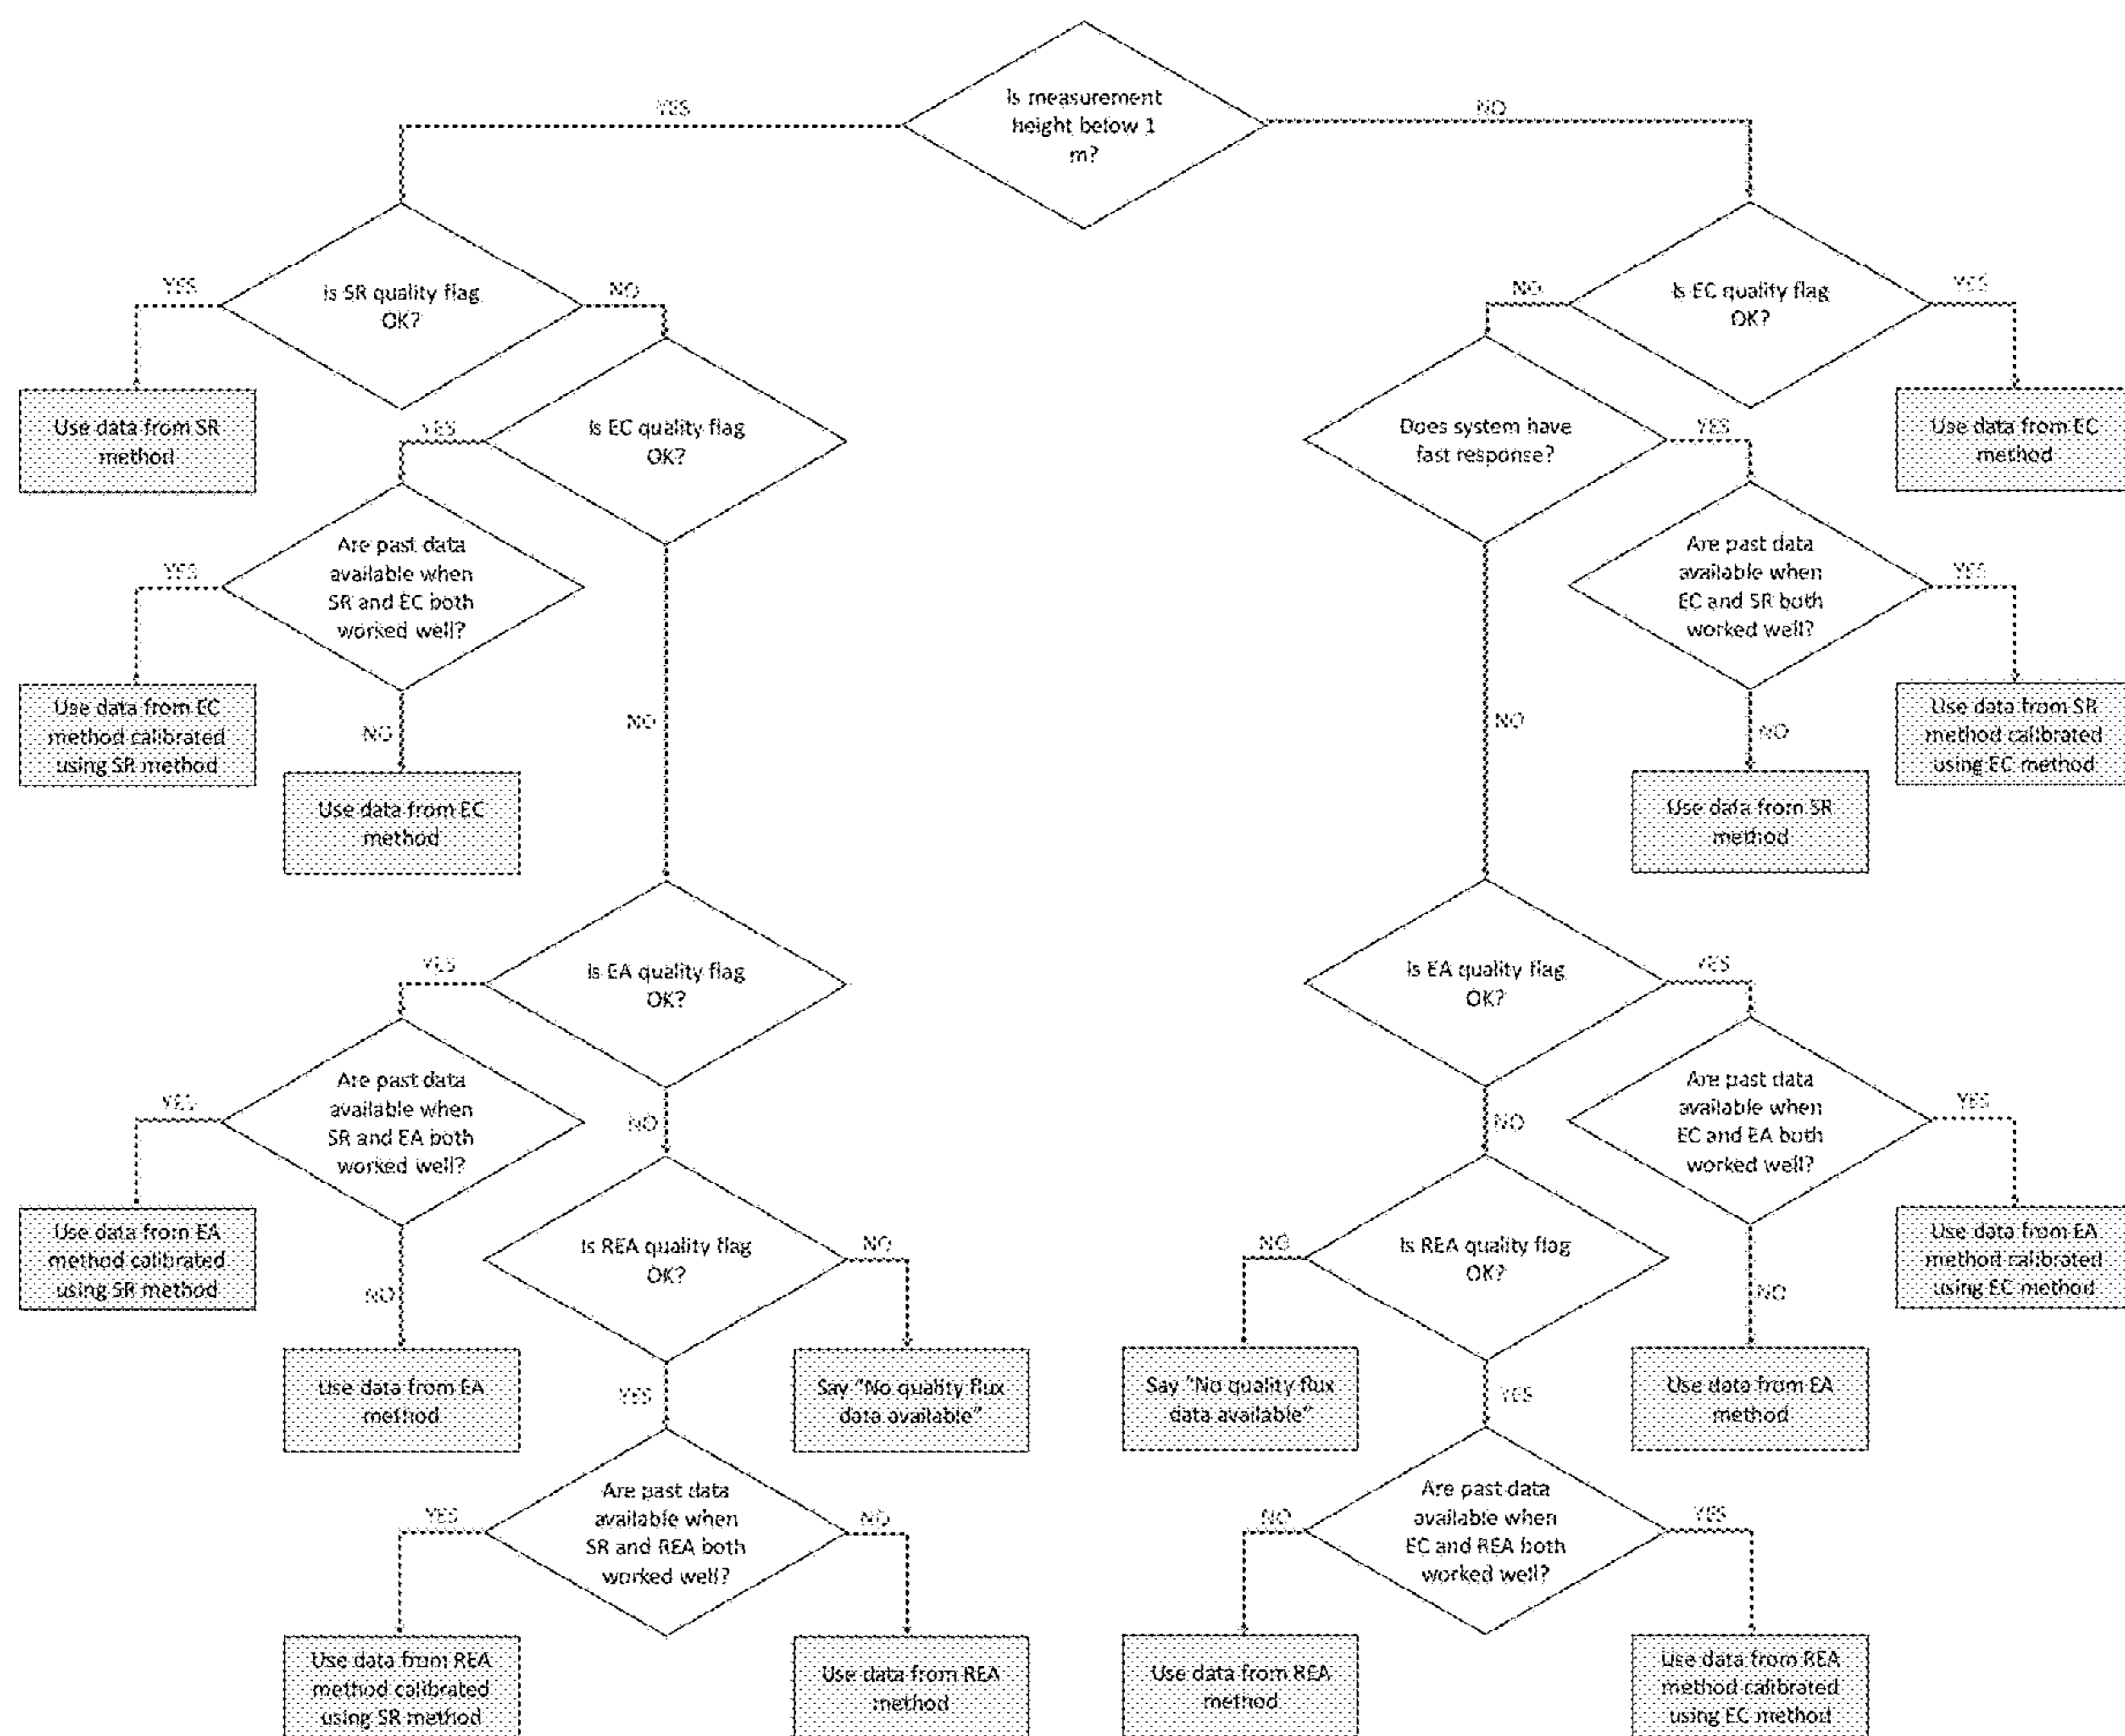 Is measurement
height below 1
m?
YES
NO
Is SR quality flag
OK?
YES
NO
Is EC quality flag
OK?
NO
YES
Use data from SR
method
Is EC quality flag
OK?
YES
Does system have
fast response?
YES
Use data from EC
method
Are past data
available when
SR and EC both
worked well?
YES
Are past data
available when
EC and SR both
worked well?
YES
Use data from EC
method calibrated
using SR method
NO
NO
NO
NO
Use data from SR
method calibrated
using EC method
Use data from EC
method
Use data from SR
method
Is EA quality flag
OK?
YES
Is EA quality flag
OK?
YES
Are past data
available when
SR and EA both
worked well?
YES
NO
NO
Are past data
available when
EC and EA both
worked well?
YES
Use data from EA
method calibrated
using SR method
NO
Is REA quality flag
OK?
NO
NO
Is REA quality flag
OK?
NO
Use data from EA
method calibrated
using EC method
Use data from EA
method
YES
Say "No quality flux
data available"
Say "No quality flux
data available"
YES
Use data from EA
method
YES
Are past data
available when
SR and REA both
worked well?
NO
NO
Are past data
available when
EC and REA both
worked well?
YES
Use data from REA
method calibrated
using SR method
Use data from REA
method
Use data from REA
method
Use data from REA
method calibrated
using EC method